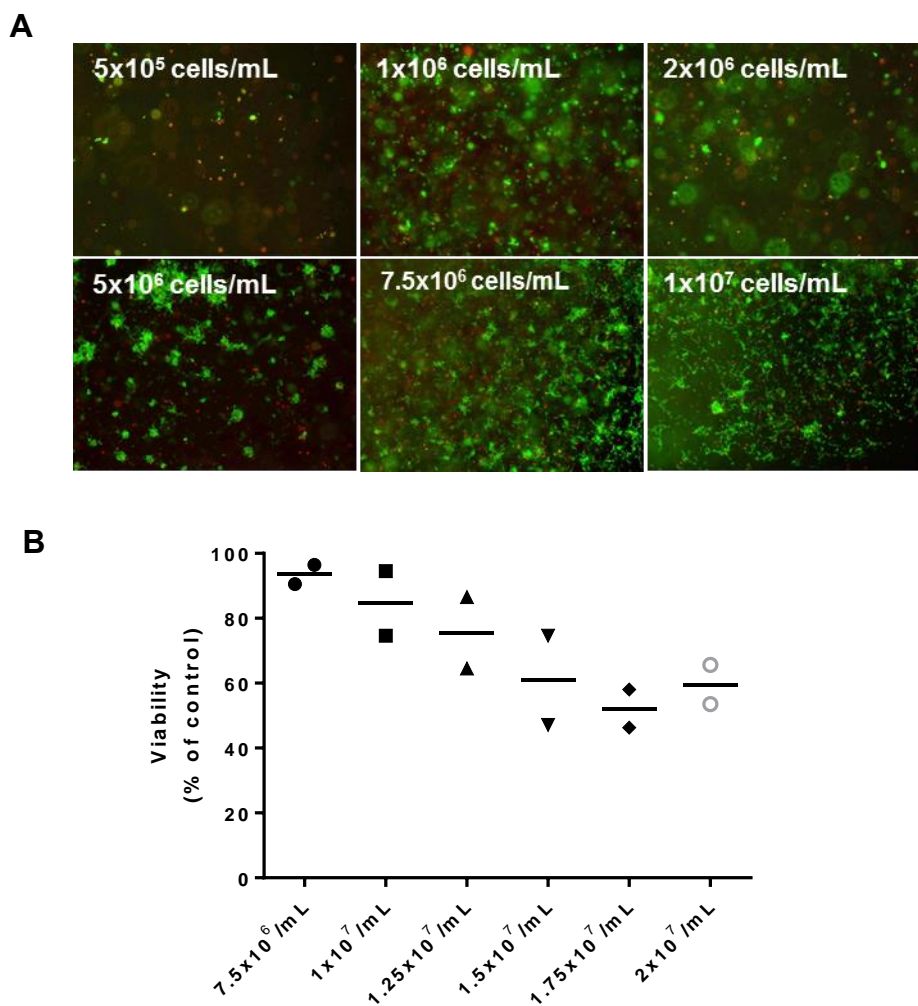 A
5x10⁵ cells/mL
1x10⁶ cells/mL
2x10⁶ cells/mL
5x10⁶ cells/mL
7.5x10⁶ cells/mL
1x10⁷ cells/mL
B
100
80
60
40
20
0
Viability
(% of control)
7.5x10⁶/mL
1x10⁷/mL
1.25x10⁷/mL
1.5x10⁷/mL
1.75x10⁷/mL
2x10⁷/mL